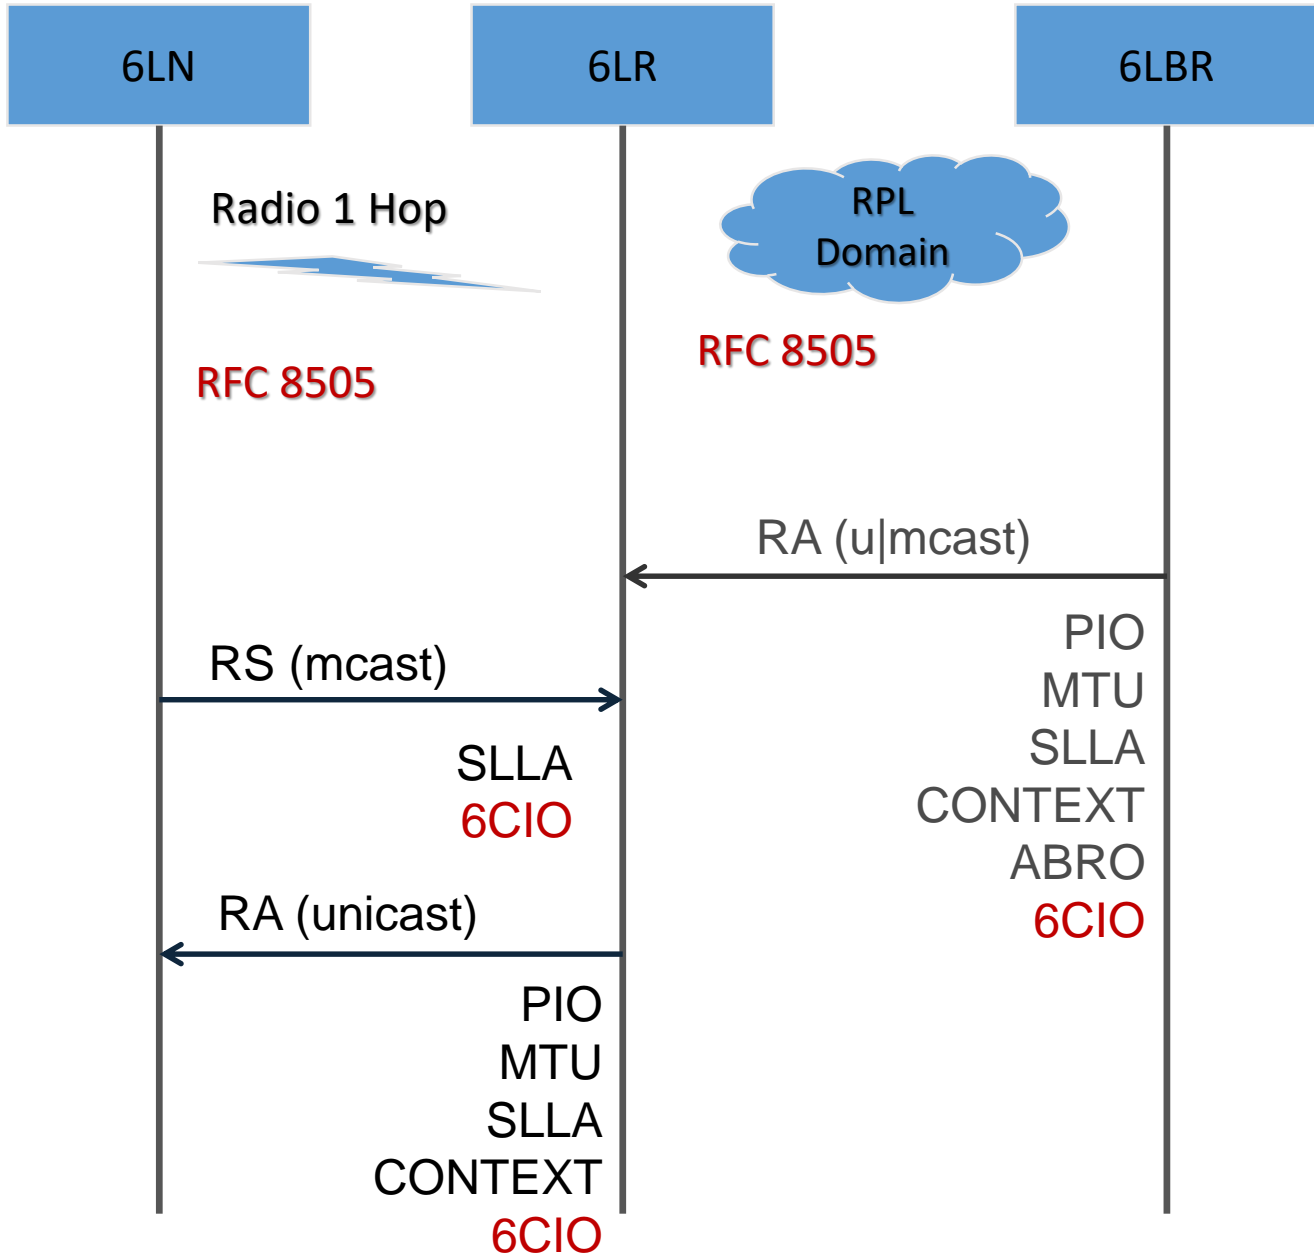 6LN
6LR
6LBR
Radio 1 Hop
RPL
Domain
RFC 8505
RFC 8505
RA (u|mcast)
PIO
MTU
SLLA
CONTEXT
ABRO
6CIO
RS (mcast)
SLLA
6CIO
RA (unicast)
PIO
MTU
SLLA
CONTEXT
6CIO